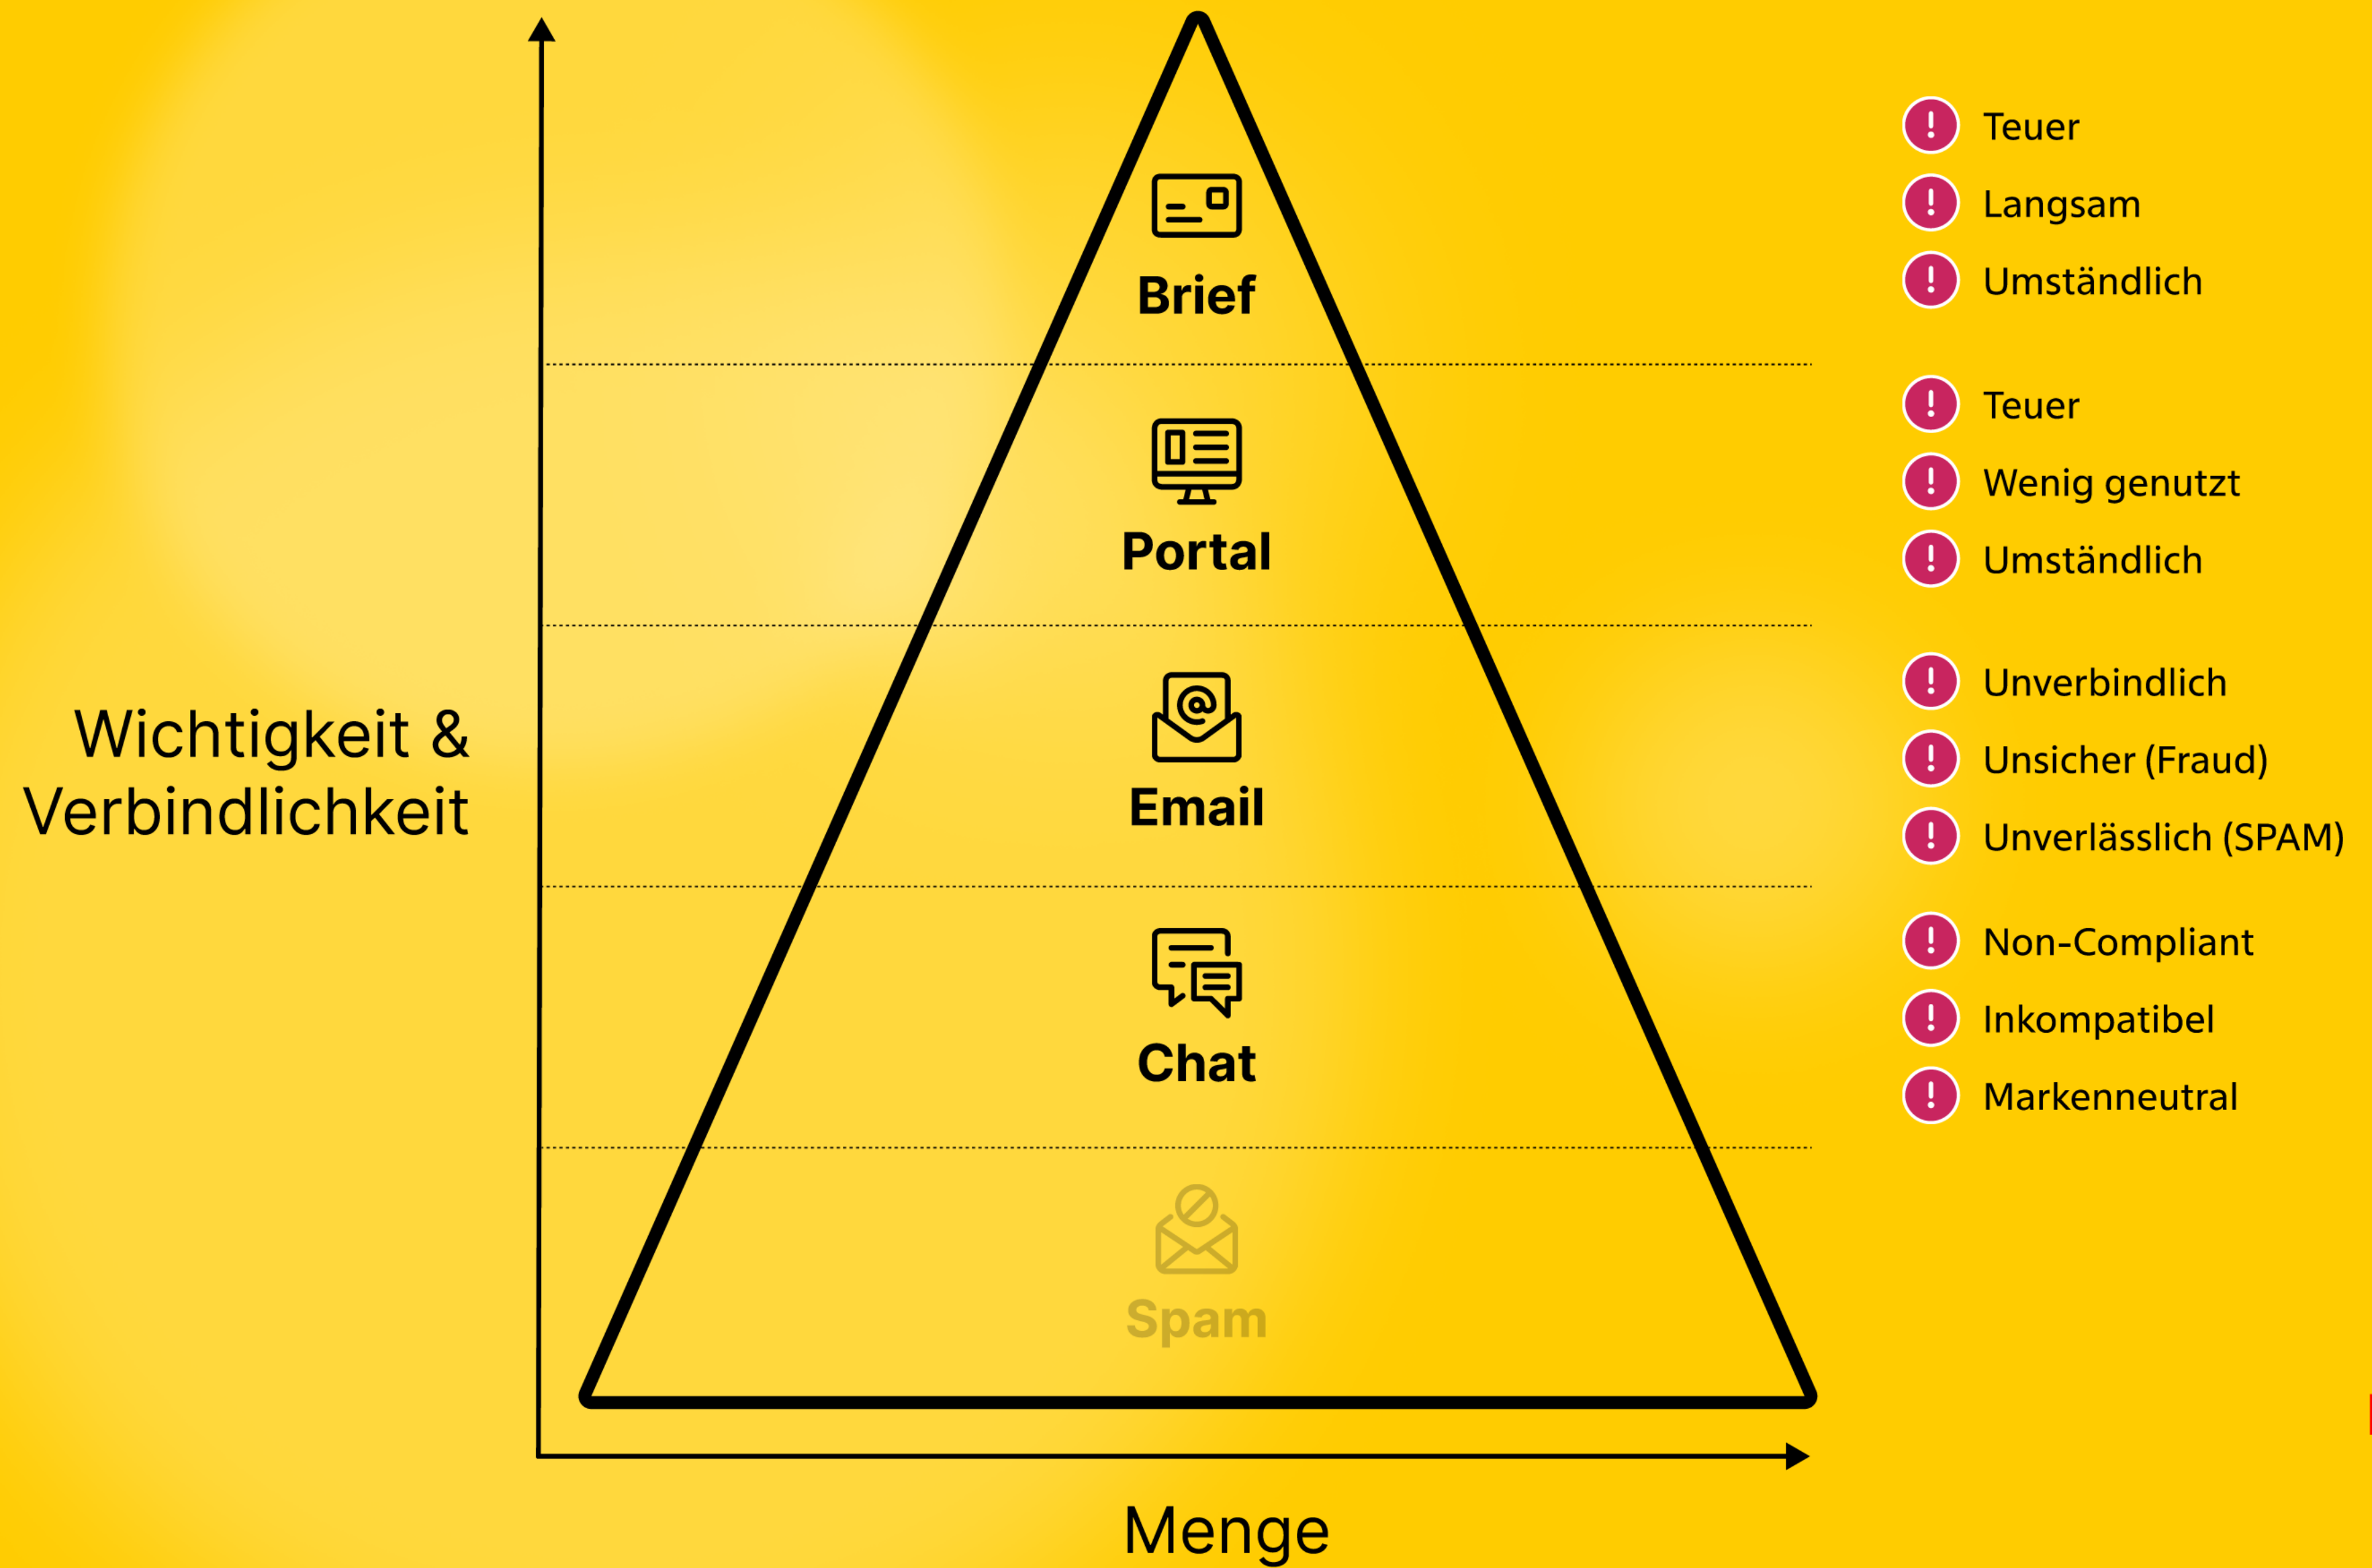 Teuer
Langsam
Umständlich
Brief
Teuer
Wenig genutzt
Umständlich
Portal
Wichtigkeit &
Verbindlichkeit
Unverbindlich
Unsicher (Fraud)
Unverlässlich (SPAM)
Email
Non-Compliant
Inkompatibel
Markenneutral
Chat
Spam
Menge